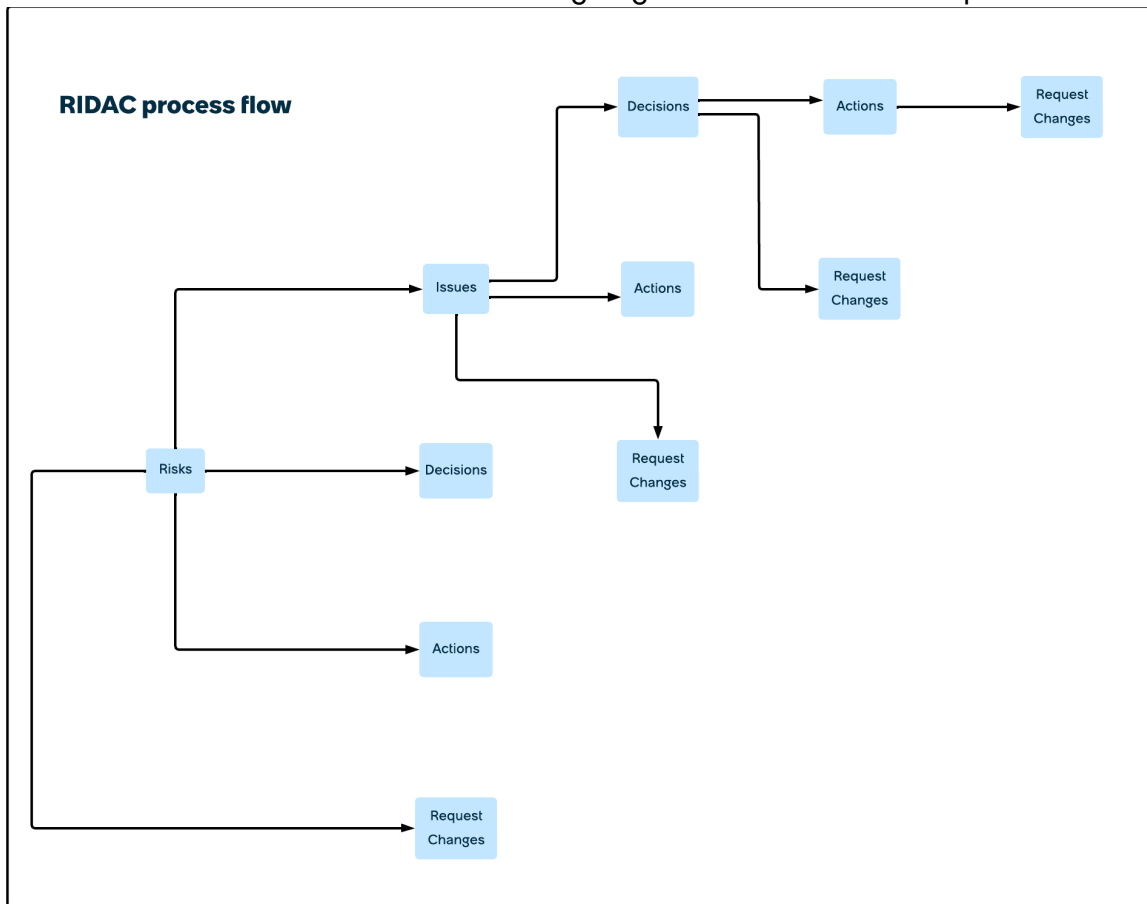 RIDAC process flow
Decisions
Actions
Request
Changes
Issues
Actions
Request
Changes
Risks
Decisions
Request
Changes
Actions
Request
Changes